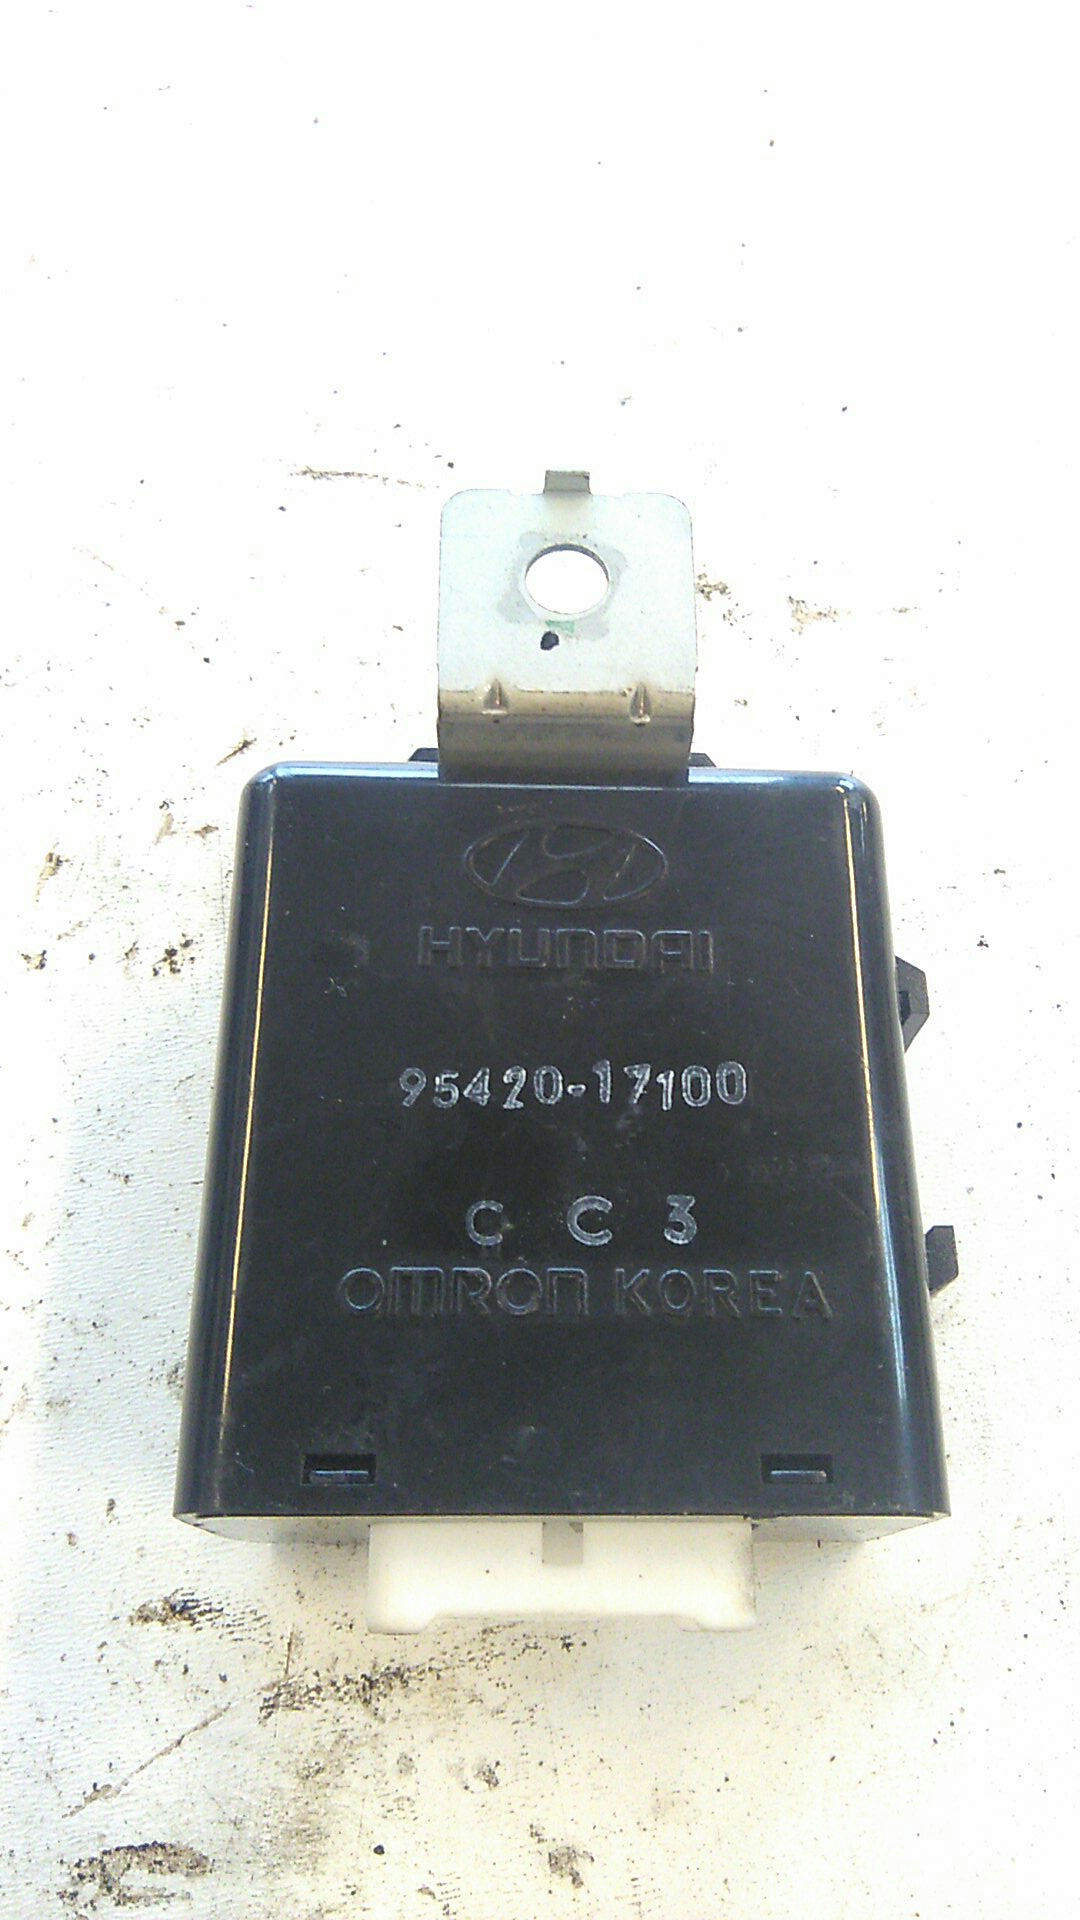 HYUNDAI
95420-17100
C C 3
OMRON KOREA